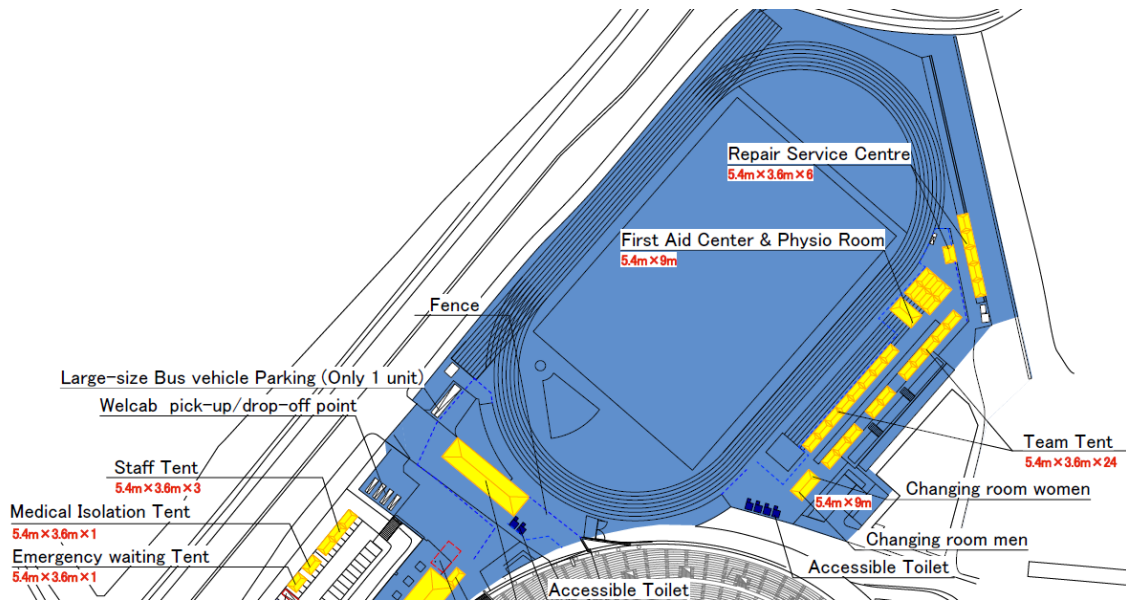 Repair Service Centre
5.4m×3.6m×6
First Aid Center & Physio Room
5.4m×9m
Fence
Large-size Bus vehicle Parking (Only 1 unit)
Welcab pick-up/drop-off point
Staff Tent
5.4m×3.6m×3
Medical Isolation Tent
5.4m×3.6m×1
Emergency waiting Tent
5.4m×3.6m×1
Team Tent
5.4m×3.6m×24
Changing room women
5.4m×9m
Changing room men
Accessible Toilet
Accessible Toilet